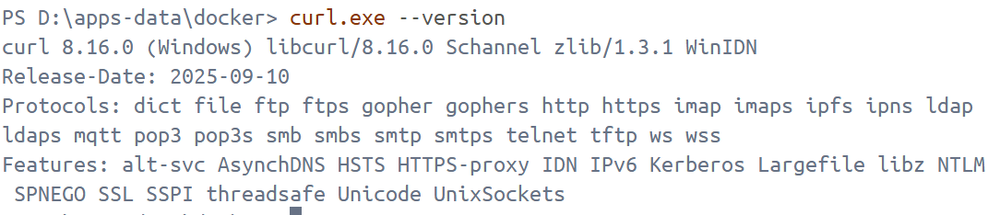 PS D:\apps-data\docker> curl.exe --version
curl 8.16.0 (Windows) libcurl/8.16.0 Schannel zlib/1.3.1 WinIDN
Release-Date: 2025-09-10
Protocols: dict file ftp ftps gopher gophers http https imap imaps ipfs ipns ldap
ldaps mqtt pop3 pop3s smb smbs smtp smtps telnet tftp ws wss
Features: alt-svc AsynchDNS HSTS HTTPS-proxy IDN IPv6 Kerberos Largefile libz NTLM
SPNEGO SSL SSPI threadsafe Unicode UnixSockets